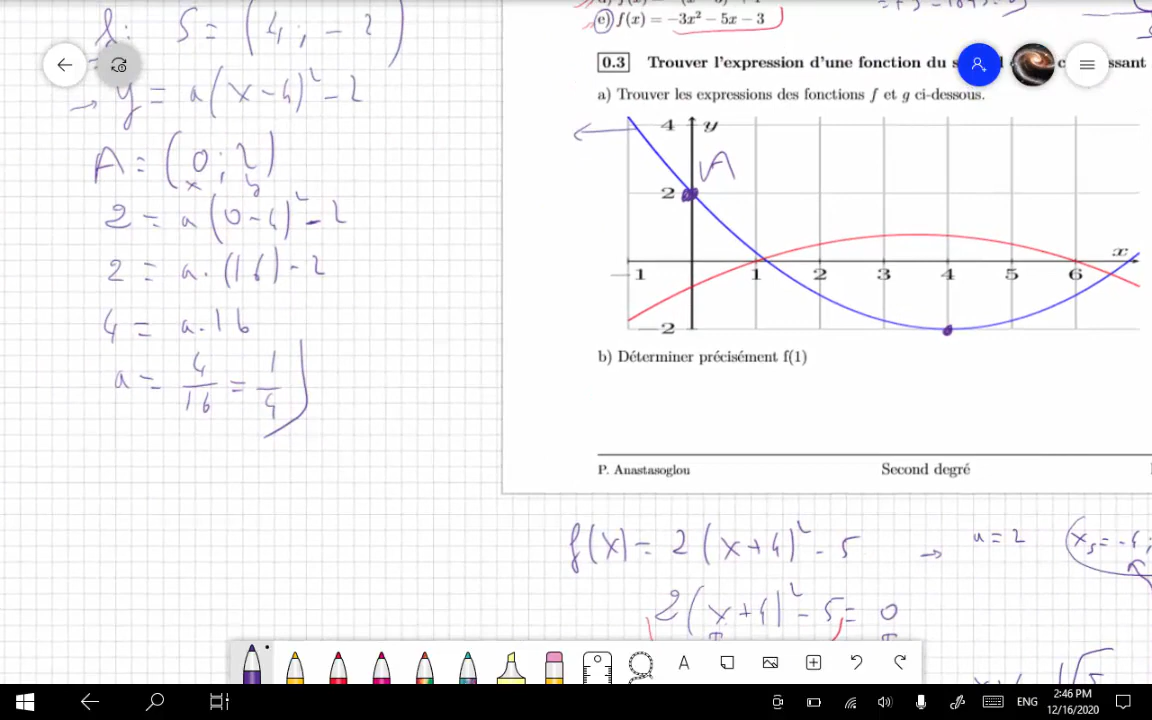 f: S = (4 ; -2)
→ y = a(x-4)² - 2
A = (0 ; 2)
x y
2 = a(0-4)² - 2
2 = a·(16) - 2
4 = a·16
a = 4/16 = 1/4
e) f(x) = −3x² − 5x − 3
0.3 Trouver l'expression d'une fonction du s
ssant
a) Trouver les expressions des fonctions f et g ci-dessous.
4 y
A
2
x
−1 1 2 3 4 5 6
−2
b) Déterminer précisément f(1)
P. Anastasoglou Second degré
f(x) = 2(x+4)² - 5 → a = 2
2(x+4)² - 5 = 0
A
ENG
2:46 PM
12/16/2020